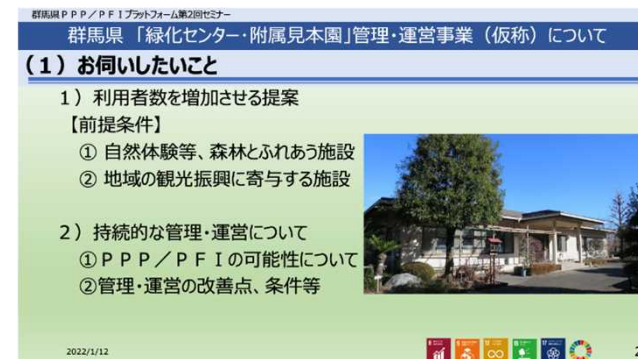 群馬県ＰＰＰ／ＰＦＩプラットフォーム第2回セミナー
群馬県「緑化センター・附属見本園」管理・運営事業（仮称）について
（１）お伺いしたいこと
１）利用者数を増加させる提案
【前提条件】
① 自然体験等、森林とふれあう施設
② 地域の観光振興に寄与する施設
２）持続的な管理・運営について
①ＰＰＰ／ＰＦＩの可能性について
②管理・運営の改善点、条件等
2022/1/12